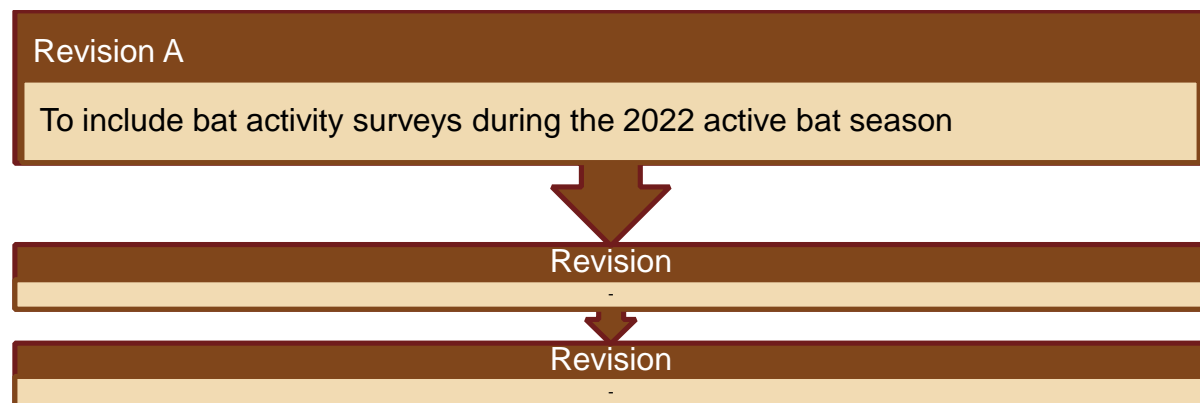 Revision A
To include bat activity surveys during the 2022 active bat season
Revision
-
Revision
-